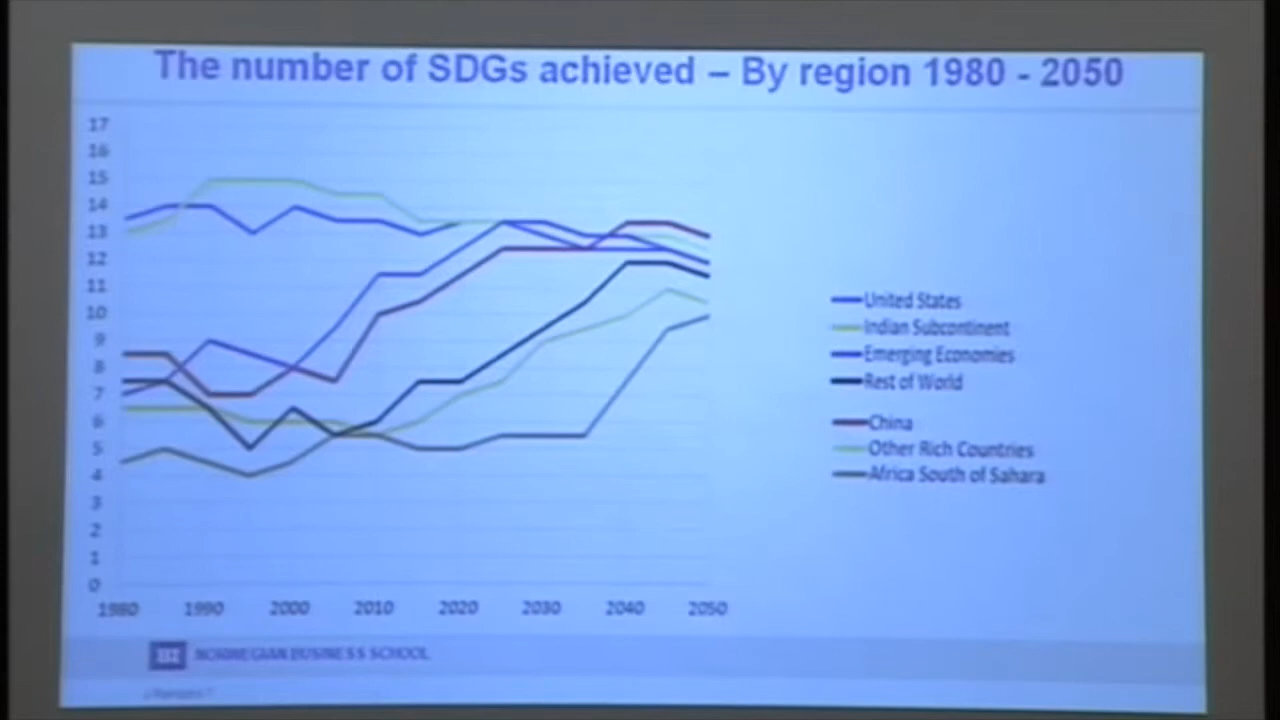 The number of SDGs achieved – By region 1980 - 2050
17
16
15
14
13
12
11
10
9
8
7
6
5
4
3
2
1
0
1980 1990 2000 2010 2020 2030 2040 2050
United States
Indian Subcontinent
Emerging Economies
Rest of World
China
Other Rich Countries
Africa South of Sahara
NORWEGIAN BUSINESS SCHOOL